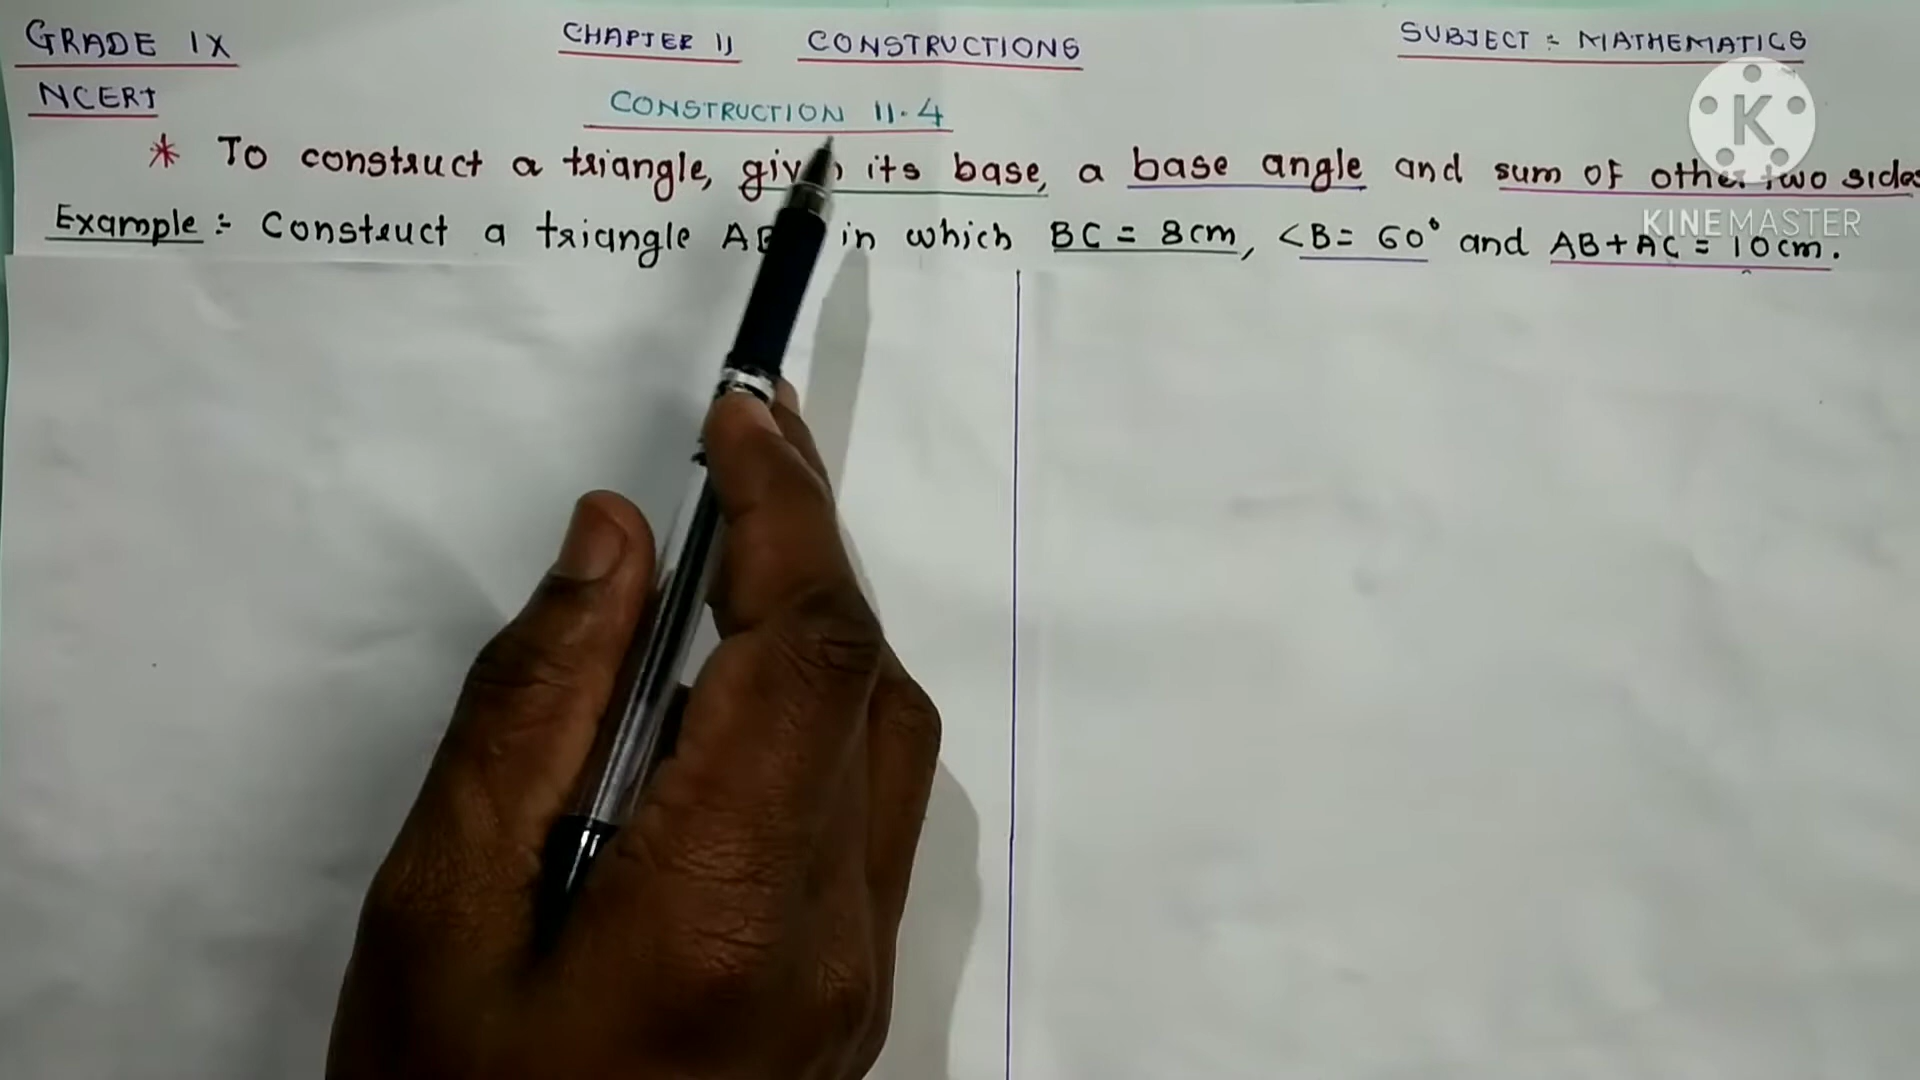 GRADE IX CHAPTER 11 CONSTRUCTIONS SUBJECT : MATHEMATICS
NCERT CONSTRUCTION 11.4
K
* To construct a triangle, its base, a base angle and sum of other two sides
KINEMASTER
Example :- Construct a triangle in which BC = 8cm, <B = 60° and AB + AC = 10cm.